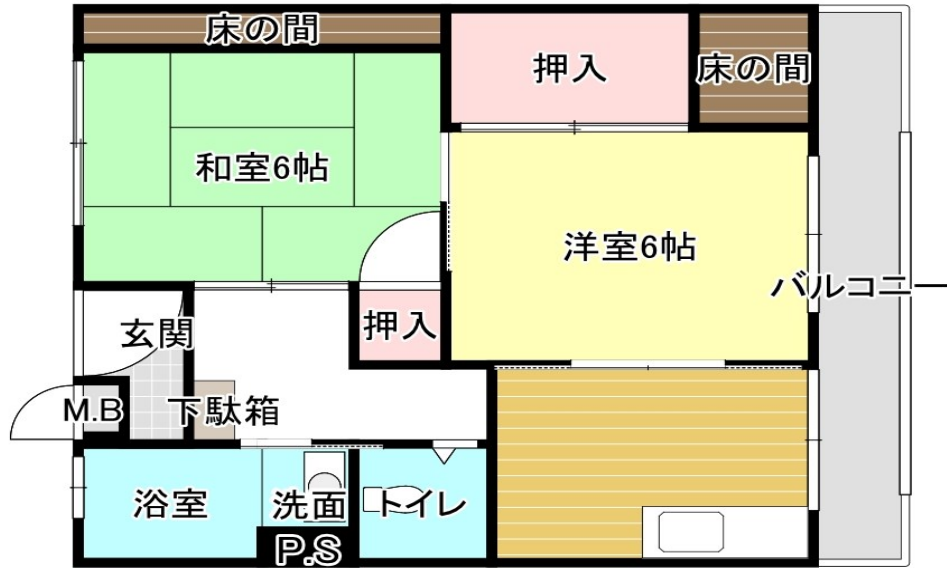 床の間
押入
床の間
和室6帖
洋室6帖
バルコニー
玄関
押入
M.B
下駄箱
浴室
洗面
トイレ
P.S